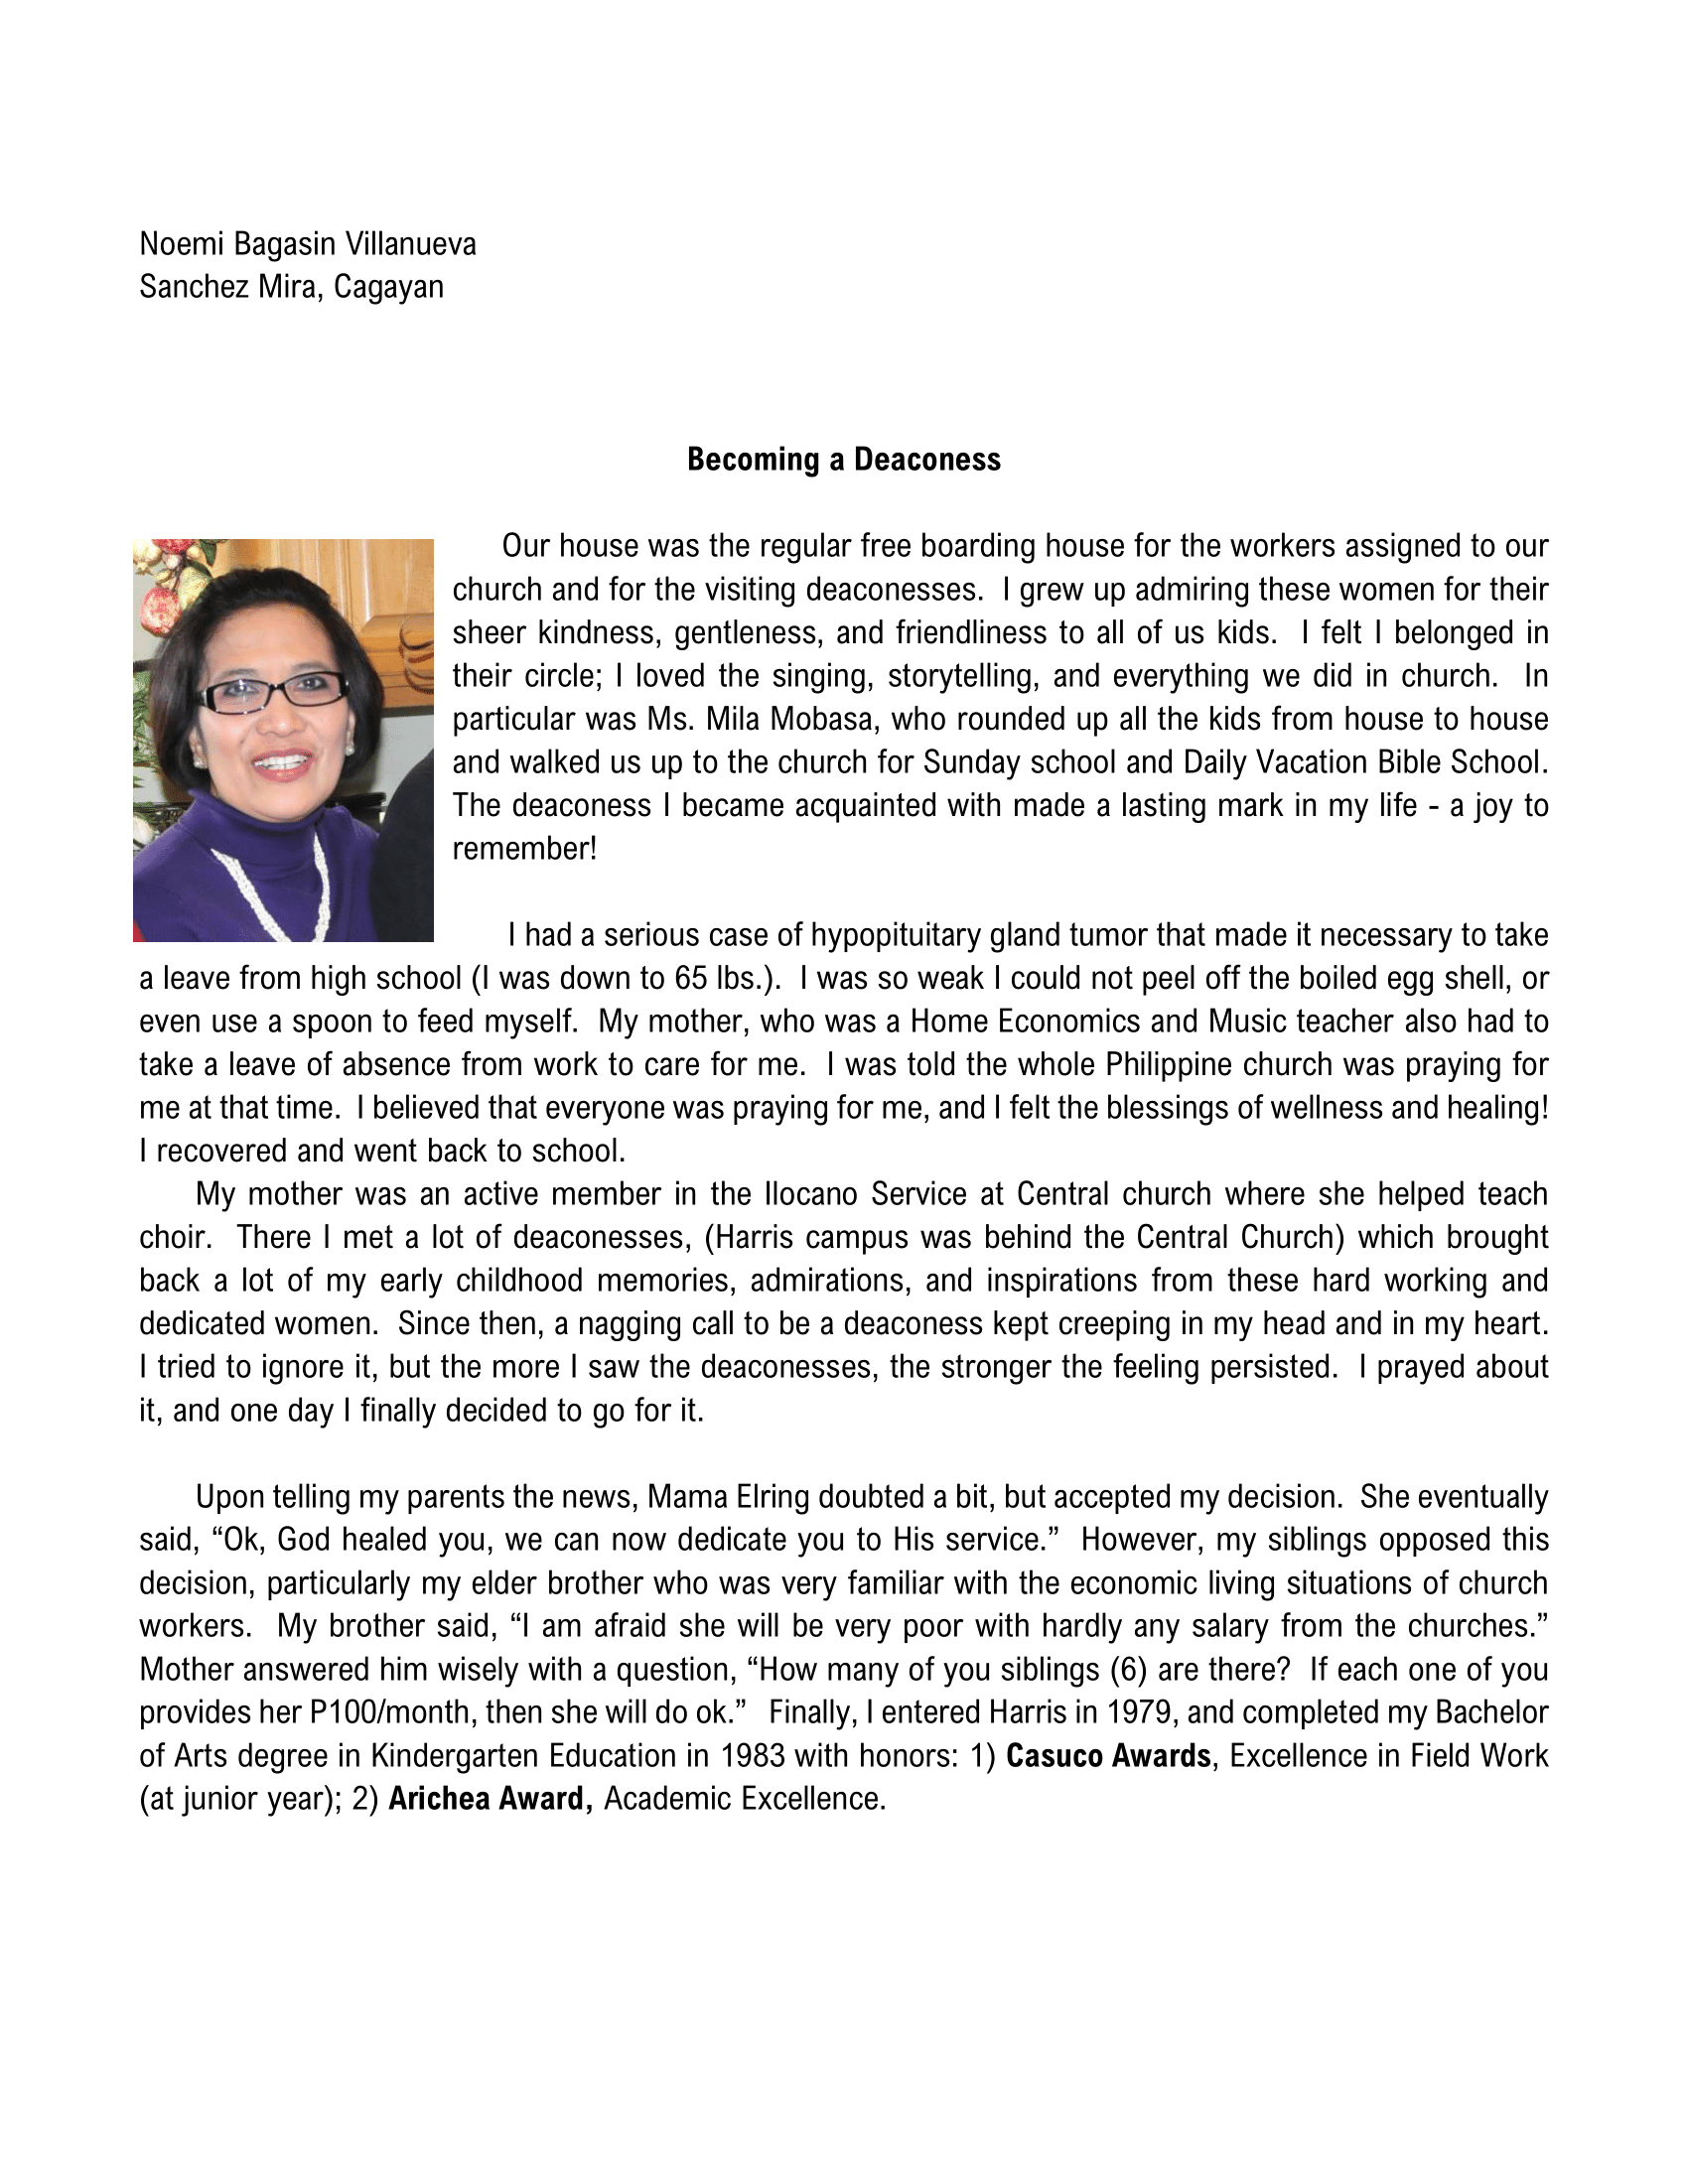 Noemi Bagasin Villanueva
Sanchez Mira, Cagayan
Becoming a Deaconess
Our house was the regular free boarding house for the workers assigned to our
church and for the visiting deaconesses.  I grew up admiring these women for their
sheer kindness, gentleness, and friendliness to all of us kids.  I felt I belonged in
their circle; I loved the singing, storytelling, and everything we did in church.  In
particular was Ms. Mila Mobasa, who rounded up all the kids from house to house
and walked us up to the church for Sunday school and Daily Vacation Bible School.
The deaconess I became acquainted with made a lasting mark in my life - a joy to
remember!
I had a serious case of hypopituitary gland tumor that made it necessary to take
a leave from high school (I was down to 65 lbs.).  I was so weak I could not peel off the boiled egg shell, or
even use a spoon to feed myself.  My mother, who was a Home Economics and Music teacher also had to
take a leave of absence from work to care for me.  I was told the whole Philippine church was praying for
me at that time.  I believed that everyone was praying for me, and I felt the blessings of wellness and healing!
I recovered and went back to school.
My mother was an active member in the Ilocano Service at Central church where she helped teach
choir.  There I met a lot of deaconesses, (Harris campus was behind the Central Church) which brought
back a lot of my early childhood memories, admirations, and inspirations from these hard working and
dedicated women.  Since then, a nagging call to be a deaconess kept creeping in my head and in my heart.
I tried to ignore it, but the more I saw the deaconesses, the stronger the feeling persisted.  I prayed about
it, and one day I finally decided to go for it.
Upon telling my parents the news, Mama Elring doubted a bit, but accepted my decision.  She eventually
said, “Ok, God healed you, we can now dedicate you to His service.”  However, my siblings opposed this
decision, particularly my elder brother who was very familiar with the economic living situations of church
workers.  My brother said, “I am afraid she will be very poor with hardly any salary from the churches.”
Mother answered him wisely with a question, “How many of you siblings (6) are there?  If each one of you
provides her P100/month, then she will do ok.”   Finally, I entered Harris in 1979, and completed my Bachelor
of Arts degree in Kindergarten Education in 1983 with honors: 1) Casuco Awards, Excellence in Field Work
(at junior year); 2) Arichea Award, Academic Excellence.